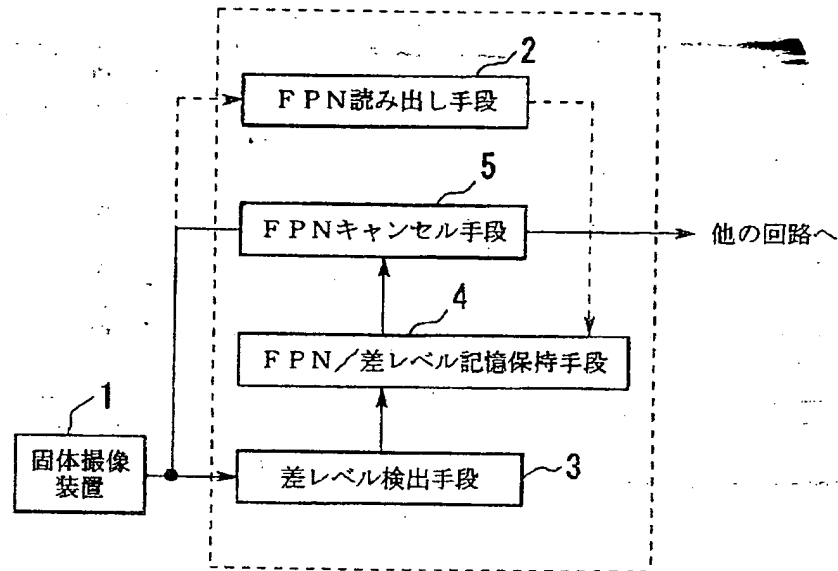 2
ＦＰＮ読み出し手段
5
ＦＰＮキャンセル手段
他の回路へ
4
ＦＰＮ／差レベル記憶保持手段
1
固体撮像
装置
差レベル検出手段
3